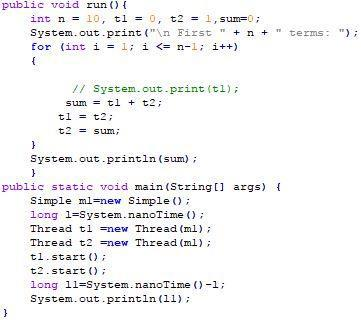 public void run(){
int n = 10, t1 = 0, t2 = 1,sum=0;
System.out.print("\n First " + n + " terms: ");
for (int i = 1; i <= n-1; i++)
{
// System.out.print(t1);
sum = t1 + t2;
t1 = t2;
t2 = sum;
}
System.out.println(sum);
}
public static void main(String[] args) {
Simple m1=new Simple();
long l=System.nanoTime();
Thread t1 =new Thread(m1);
Thread t2 =new Thread(m1);
t1.start();
t2.start();
long l1=System.nanoTime()-l;
System.out.println(l1);
}